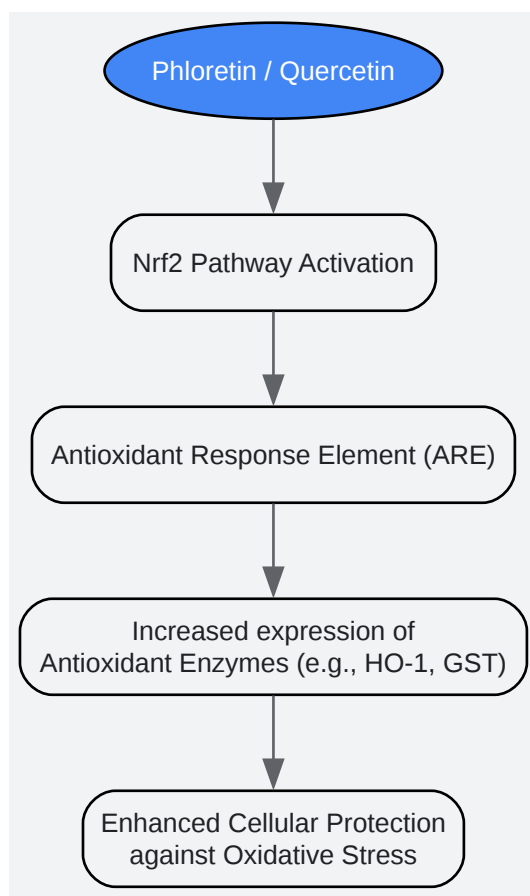 Phloretin / Quercetin
Nrf2 Pathway Activation
Antioxidant Response Element (ARE)
Increased expression of
Antioxidant Enzymes (e.g., HO-1, GST)
Enhanced Cellular Protection
against Oxidative Stress